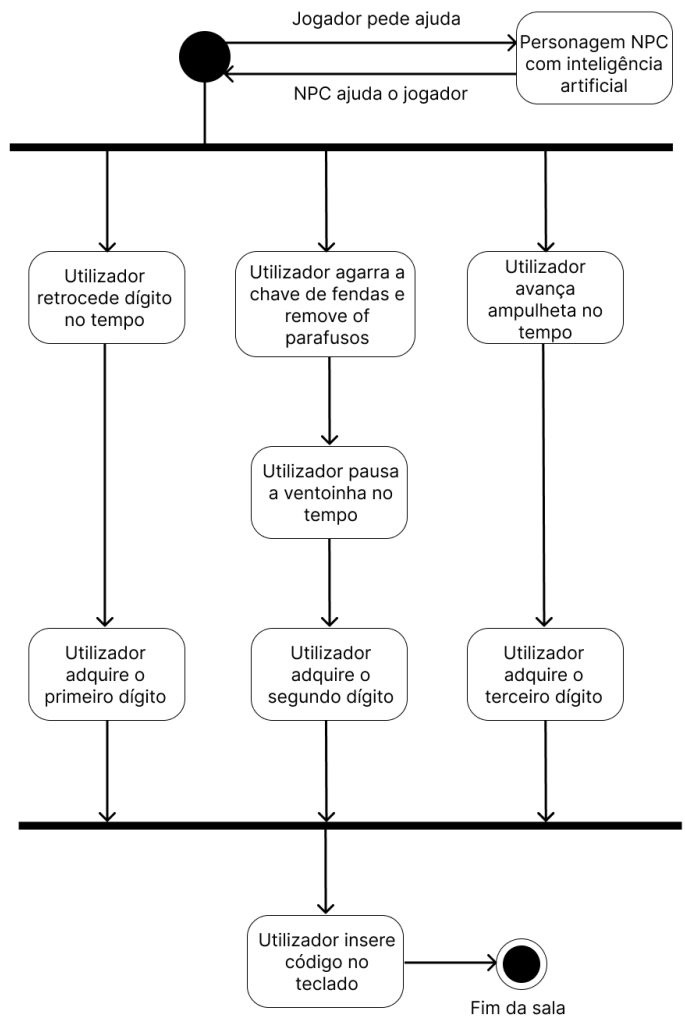 Jogador pede ajuda
Personagem NPC
com inteligência
artificial
NPC ajuda o jogador
Utilizador
retrocede dígito
no tempo
Utilizador agarra a
chave de fendas e
remove of
parafusos
Utilizador
avança
ampulheta no
tempo
Utilizador pausa
a ventoinha no
tempo
Utilizador
adquire o
primeiro dígito
Utilizador
adquire o
segundo dígito
Utilizador
adquire o
terceiro dígito
Utilizador insere
código no
teclado
Fim da sala